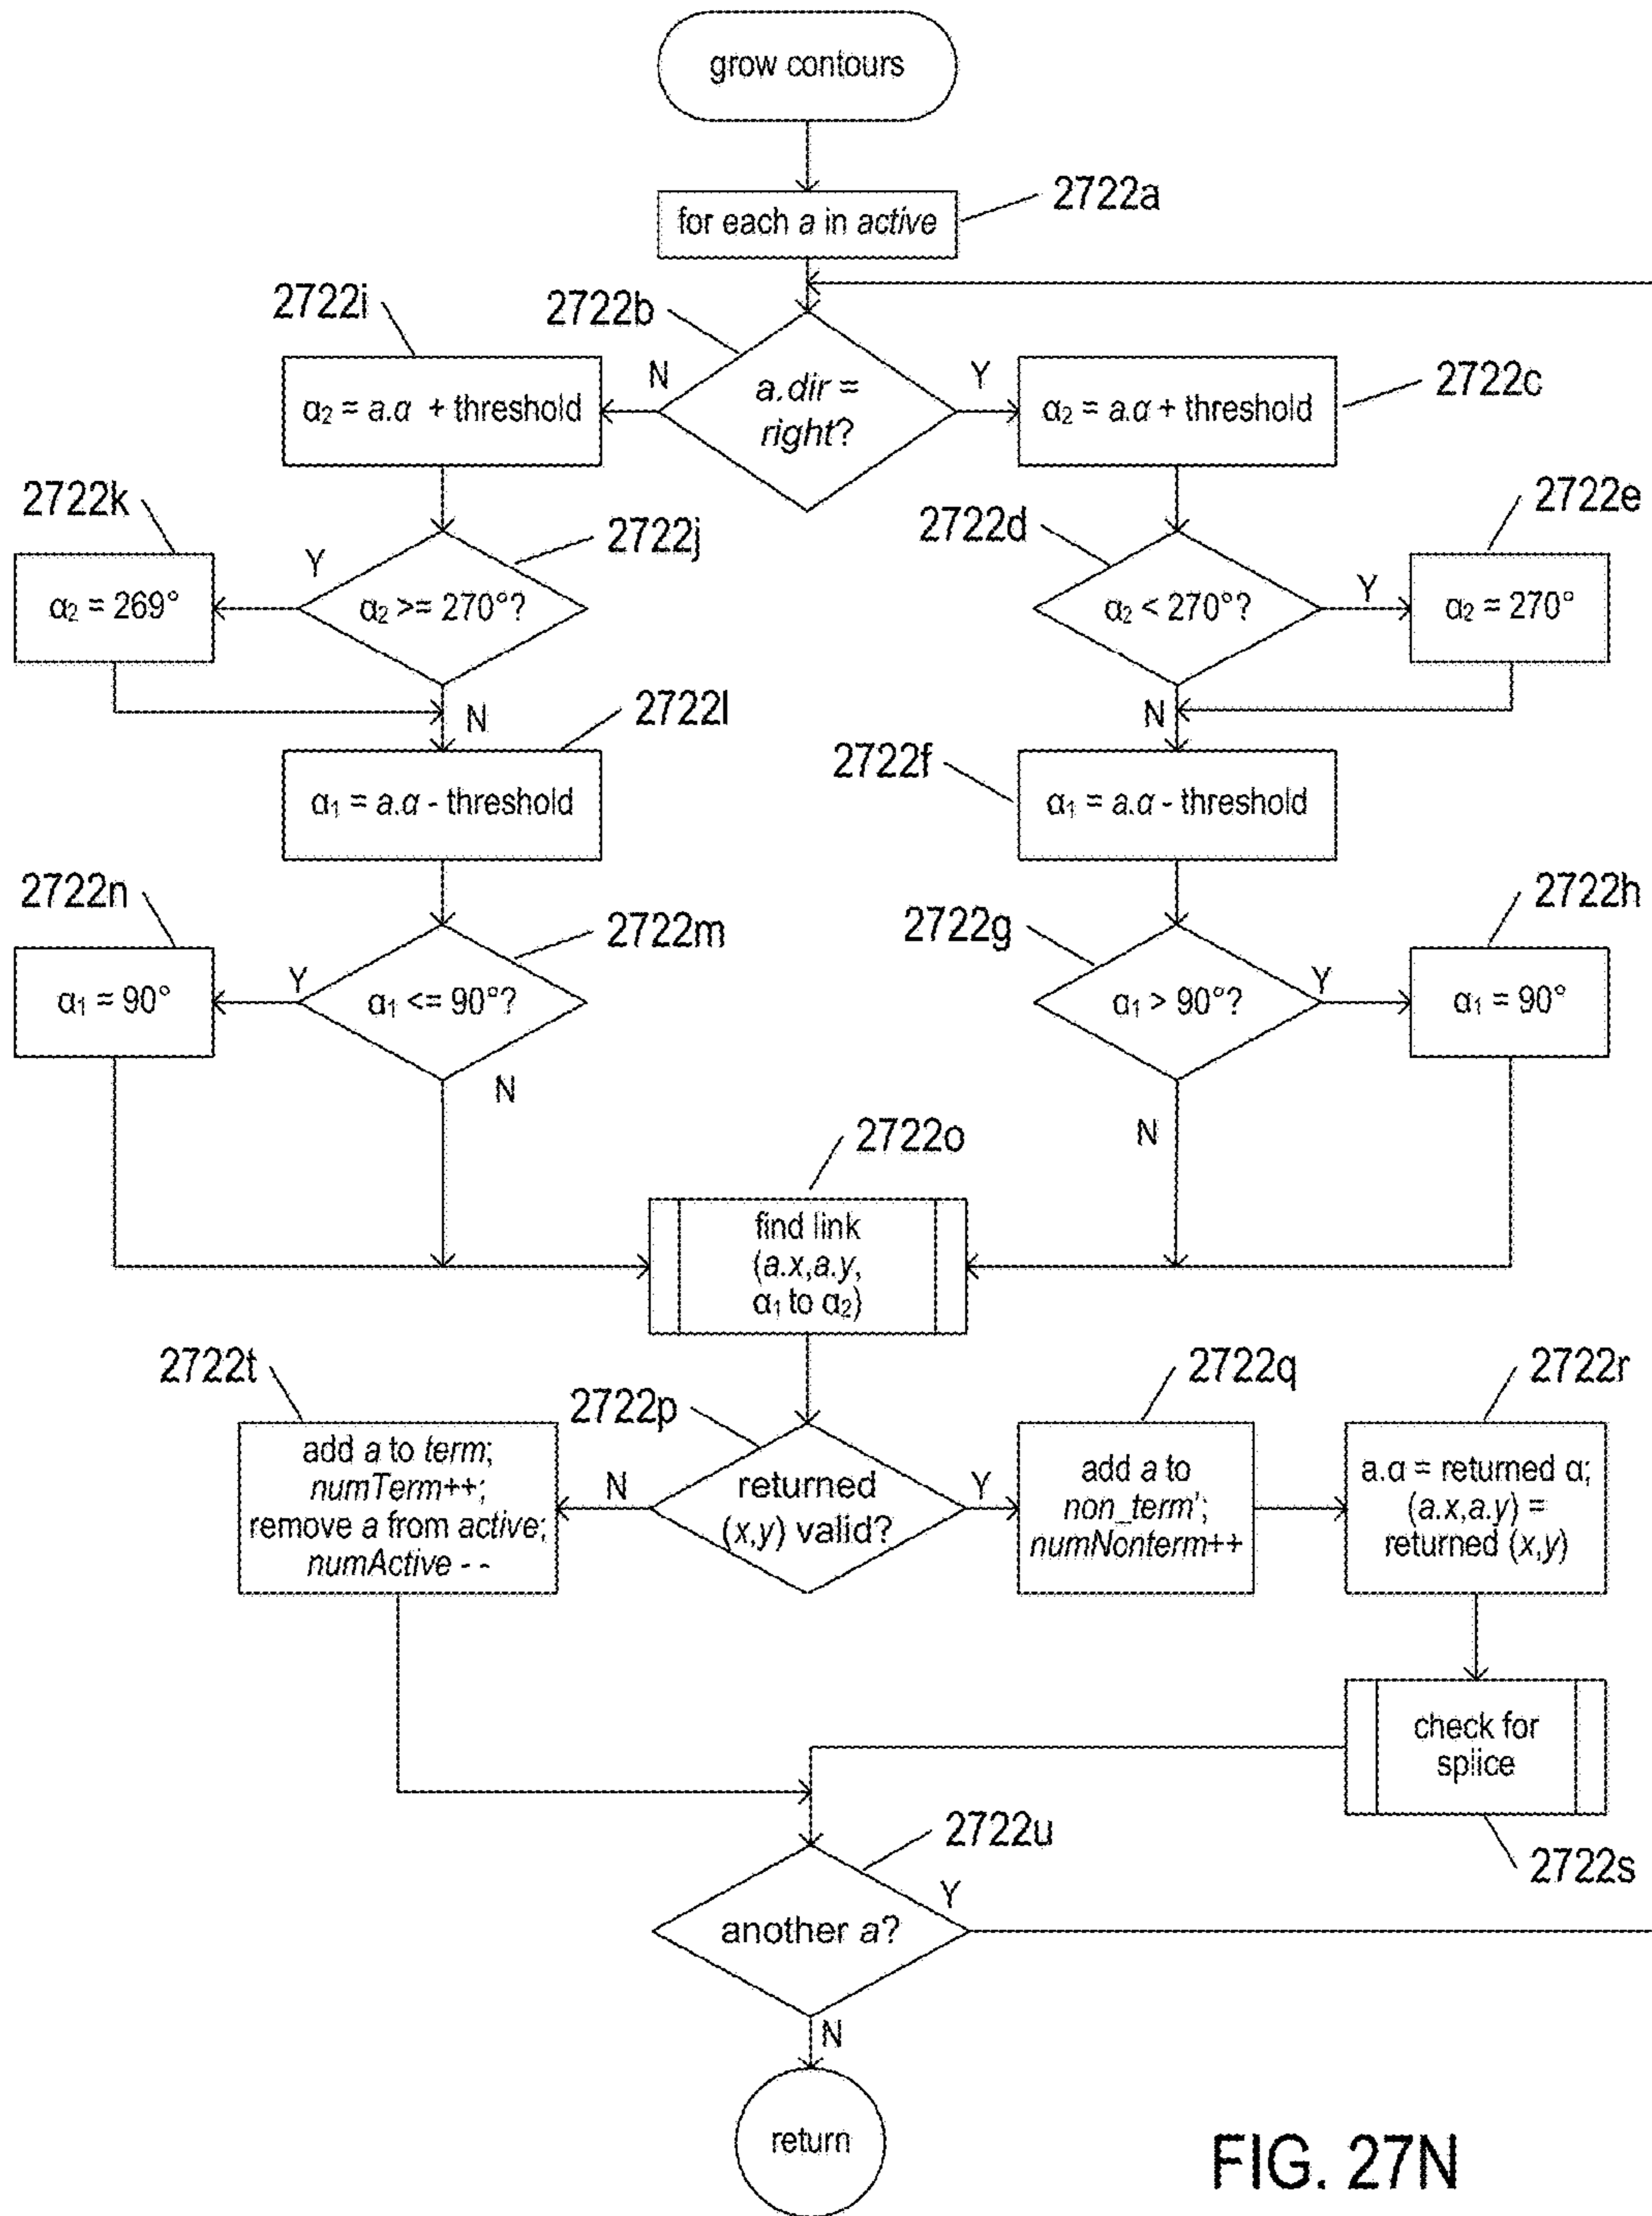 grow contours
2722a
for each a in active
2722i
2722b
N
Y
2722c
α₂ = a.α + threshold
a.dir =
right?
α₂ = a.α + threshold
2722k
2722j
2722d
2722e
Y
α₂ = 269°
α₂ >= 270°?
α₂ < 270°?
Y
α₂ = 270°
N
2722l
N
2722f
α₁ = a.α - threshold
α₁ = a.α - threshold
2722n
2722m
2722g
2722h
Y
α₁ = 90°
α₁ <= 90°?
α₁ > 90°?
Y
α₁ = 90°
N
N
2722o
find link
(a.x,a.y,
α₁ to α₂)
2722t
2722p
2722q
2722r
add a to term;
numTerm++;
remove a from active;
numActive - -
N
returned
(x,y) valid?
Y
add a to
non_term';
numNonterm++
a.α = returned α;
(a.x,a.y) =
returned (x,y)
check for
splice
2722s
2722u
Y
another a?
N
return
FIG. 27N